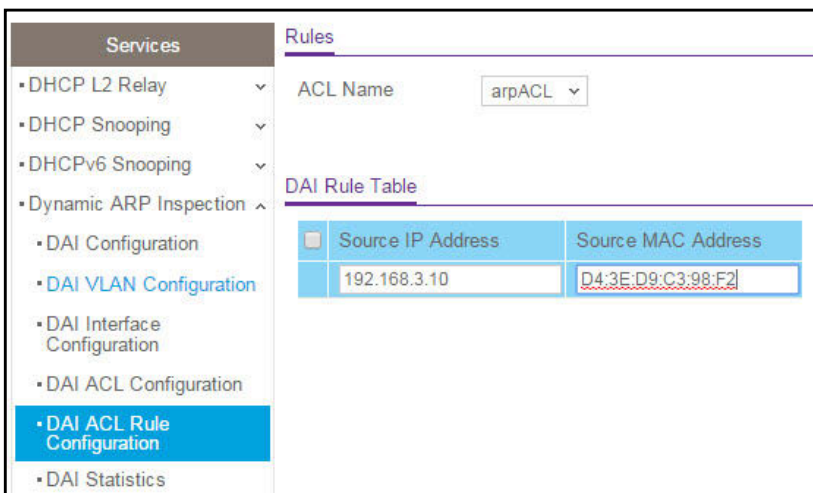 Services
DHCP L2 Relay
DHCP Snooping
DHCPv6 Snooping
Dynamic ARP Inspection
DAI Configuration
DAI VLAN Configuration
DAI Interface
Configuration
DAI ACL Configuration
DAI ACL Rule
Configuration
DAI Statistics
Rules
ACL Name arpACL
DAI Rule Table
Source IP Address Source MAC Address
192.168.3.10 D4:3E:D9:C3:98:F2